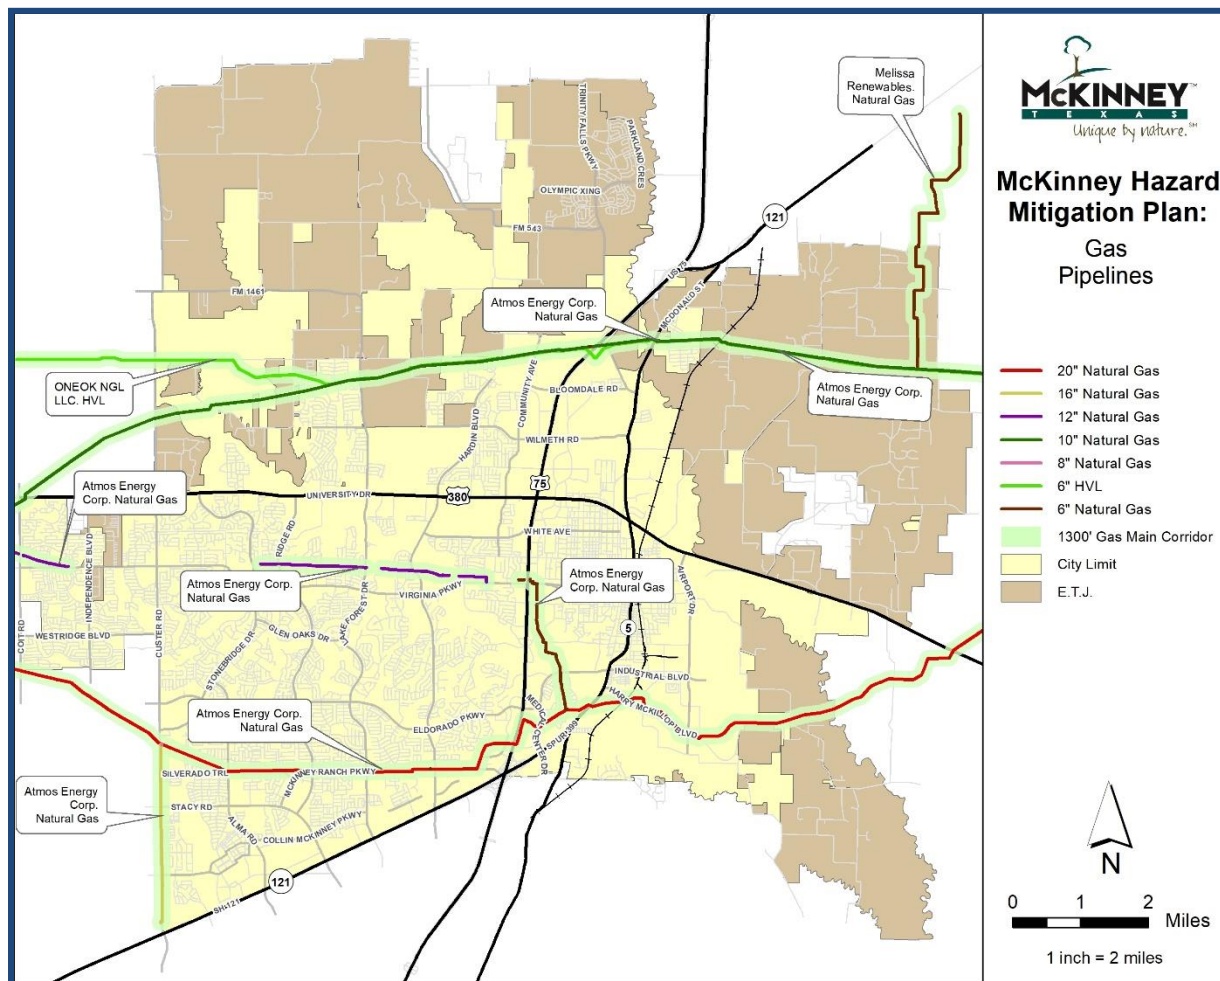 Melissa
Renewables.
Natural Gas
TRINITY FALLS PKWY
PARKLAND CRES
OLYMPIC XING
121
FM 543
US 75
FM 1461
MCDONALD ST
Atmos Energy Corp.
Natural Gas
ONEOK NGL
LLC. HVL
COMMUNITY AVE
BLOOMDALE RD
Atmos Energy Corp.
Natural Gas
HARDIN BLVD
WILMETH RD
Atmos Energy
Corp. Natural Gas
UNIVERSITY DR
380
75
RIDGE RD
WHITE AVE
INDEPENDENCE BLVD
Atmos Energy Corp.
Natural Gas
LAKE FOREST DR
VIRGINIA PKWY
Atmos Energy
Corp. Natural Gas
AIRPORT DR
COIT RD
WESTRIDGE BLVD
CUSTER RD
STONEBRIDGE DR
GLEN OAKS DR
5
INDUSTRIAL BLVD
HARRY MCKILLOP BLVD
Atmos Energy Corp.
Natural Gas
ELDORADO PKWY
MEDICAL CENTER DR
SPUR 399
SILVERADO TRL
MCKINNEY RANCH PKWY
Atmos Energy
Corp.
Natural Gas
STACY RD
ALMA RD
COLLIN MCKINNEY PKWY
121
SH 121
MCKINNEY™
TEXAS
Unique by nature.℠
McKinney Hazard
Mitigation Plan:
Gas
Pipelines
20" Natural Gas
16" Natural Gas
12" Natural Gas
10" Natural Gas
8" Natural Gas
6" HVL
6" Natural Gas
1300' Gas Main Corridor
City Limit
E.T.J.
N
0 1 2
Miles
1 inch = 2 miles